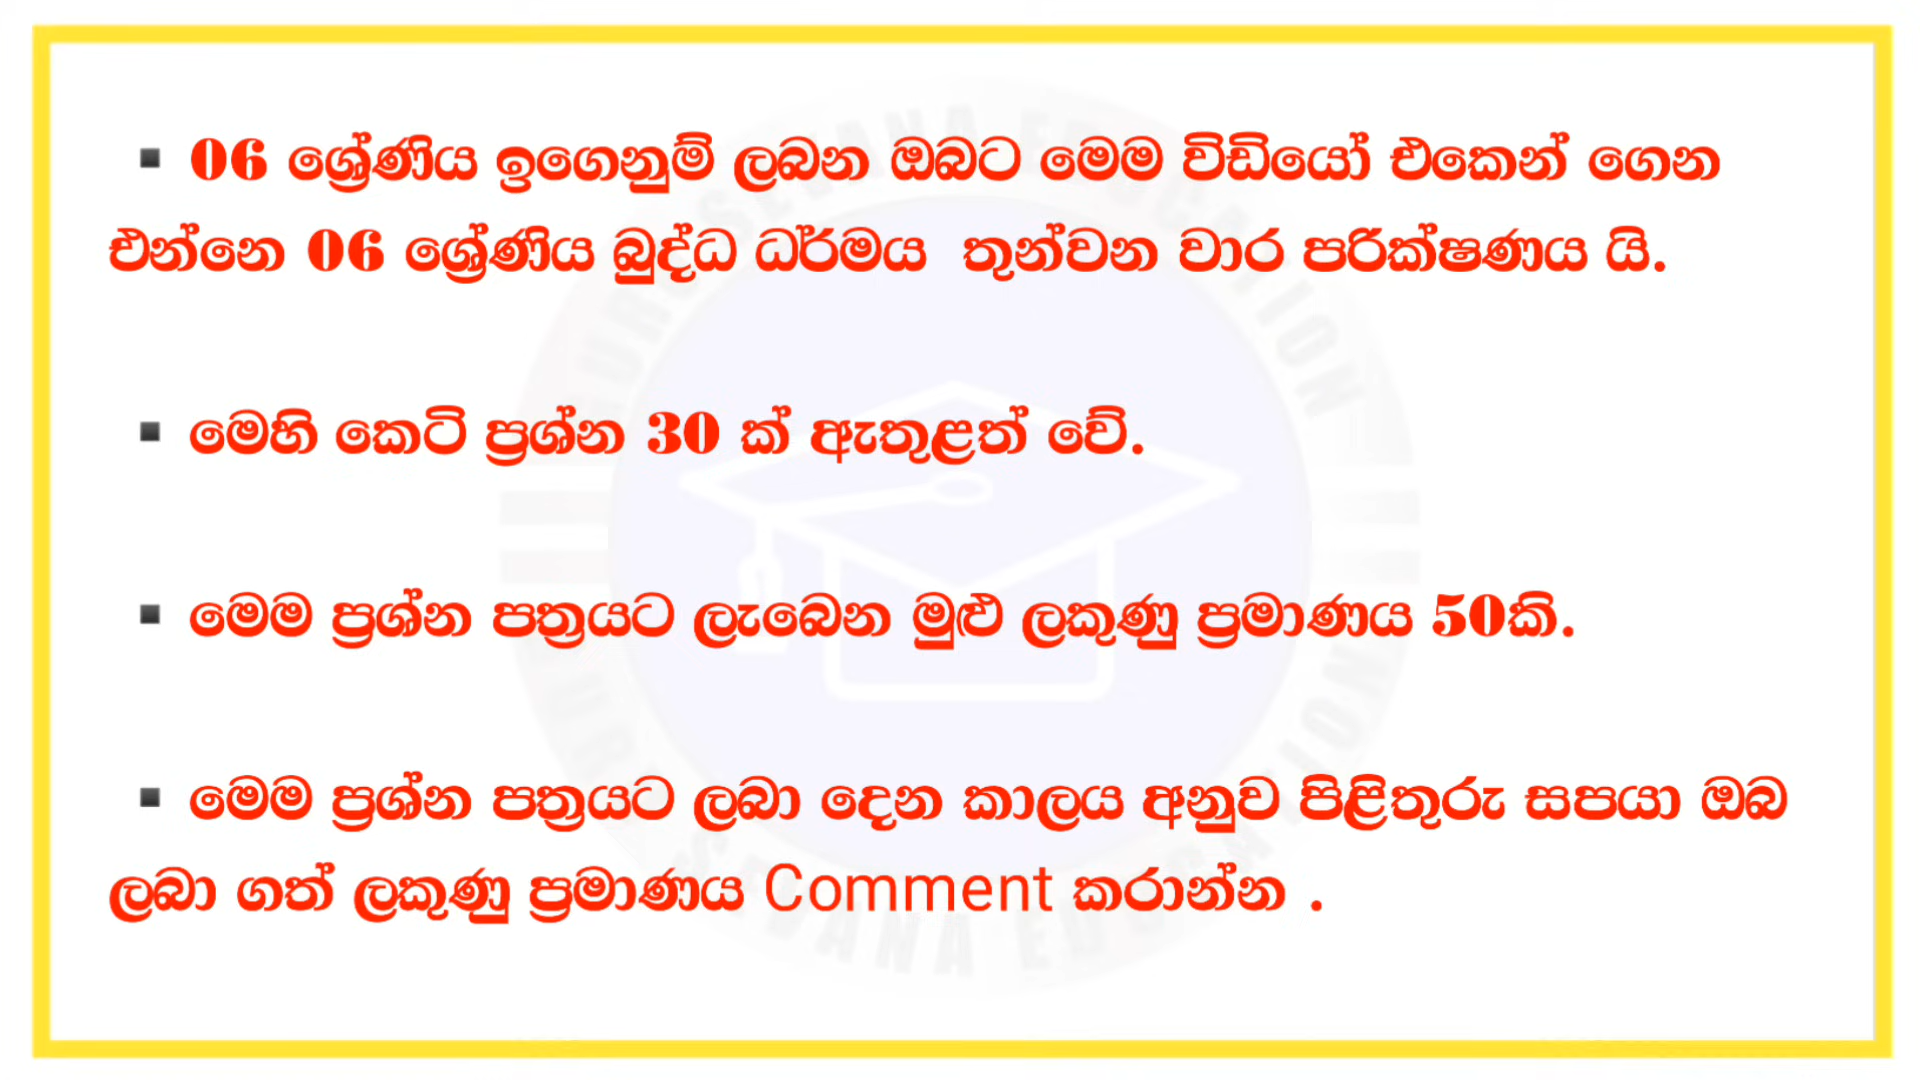 ▪ 06 ශ්‍රේණිය ඉගෙනුම් ලබන ඔබට මෙම විඩියෝ එකෙන් ගෙන
එන්නෙ 06 ශ්‍රේණිය බුද්ධ ධර්මය තුන්වන වාර පරික්ෂණය යි.
▪ මෙහි කෙටි ප්‍රශ්න 30 ක් ඇතුළත් වේ.
▪ මෙම ප්‍රශ්න පත්‍රයට ලැබෙන මුළු ලකුණු ප්‍රමාණය 50කි.
▪ මෙම ප්‍රශ්න පත්‍රයට ලබා දෙන කාලය අනුව පිළිතුරු සපයා ඔබ
ලබා ගත් ලකුණු ප්‍රමාණය Comment කරාන්න .